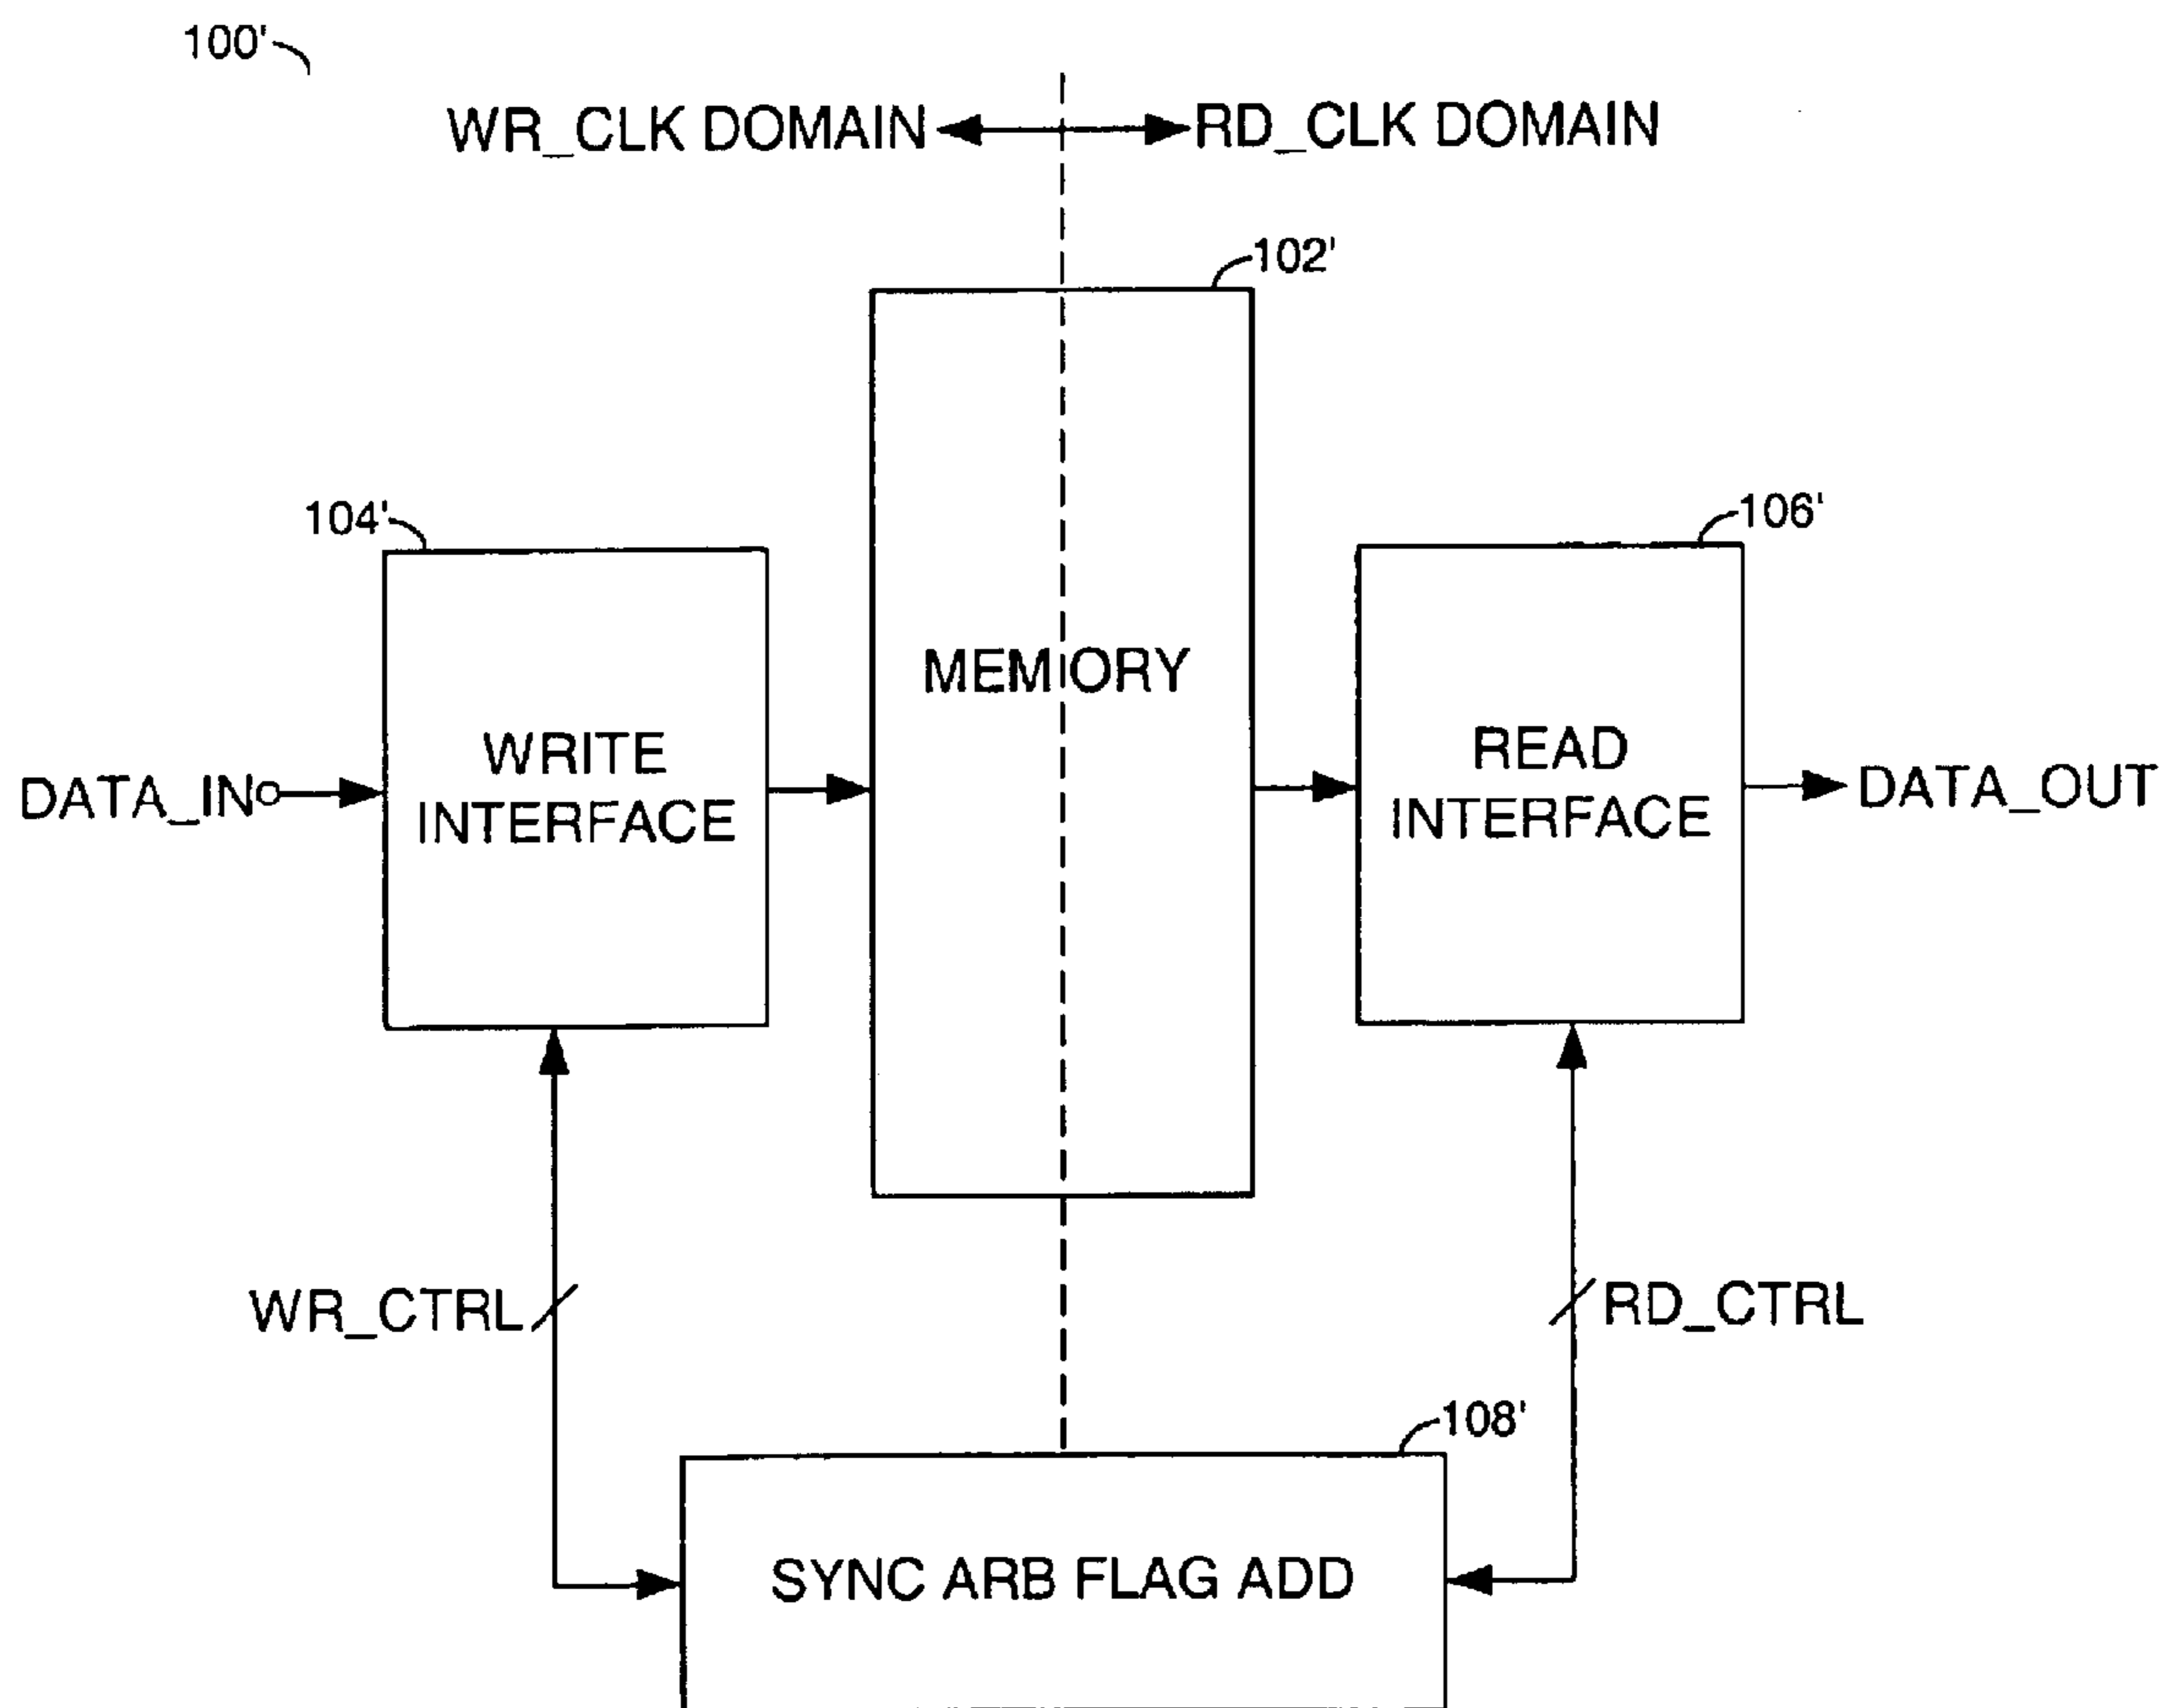 100'
WR_CLK DOMAIN
RD_CLK DOMAIN
102'
104'
106'
MEMORY
WRITE
INTERFACE
READ
INTERFACE
DATA_IN
DATA_OUT
WR_CTRL
RD_CTRL
108'
SYNC ARB FLAG ADD